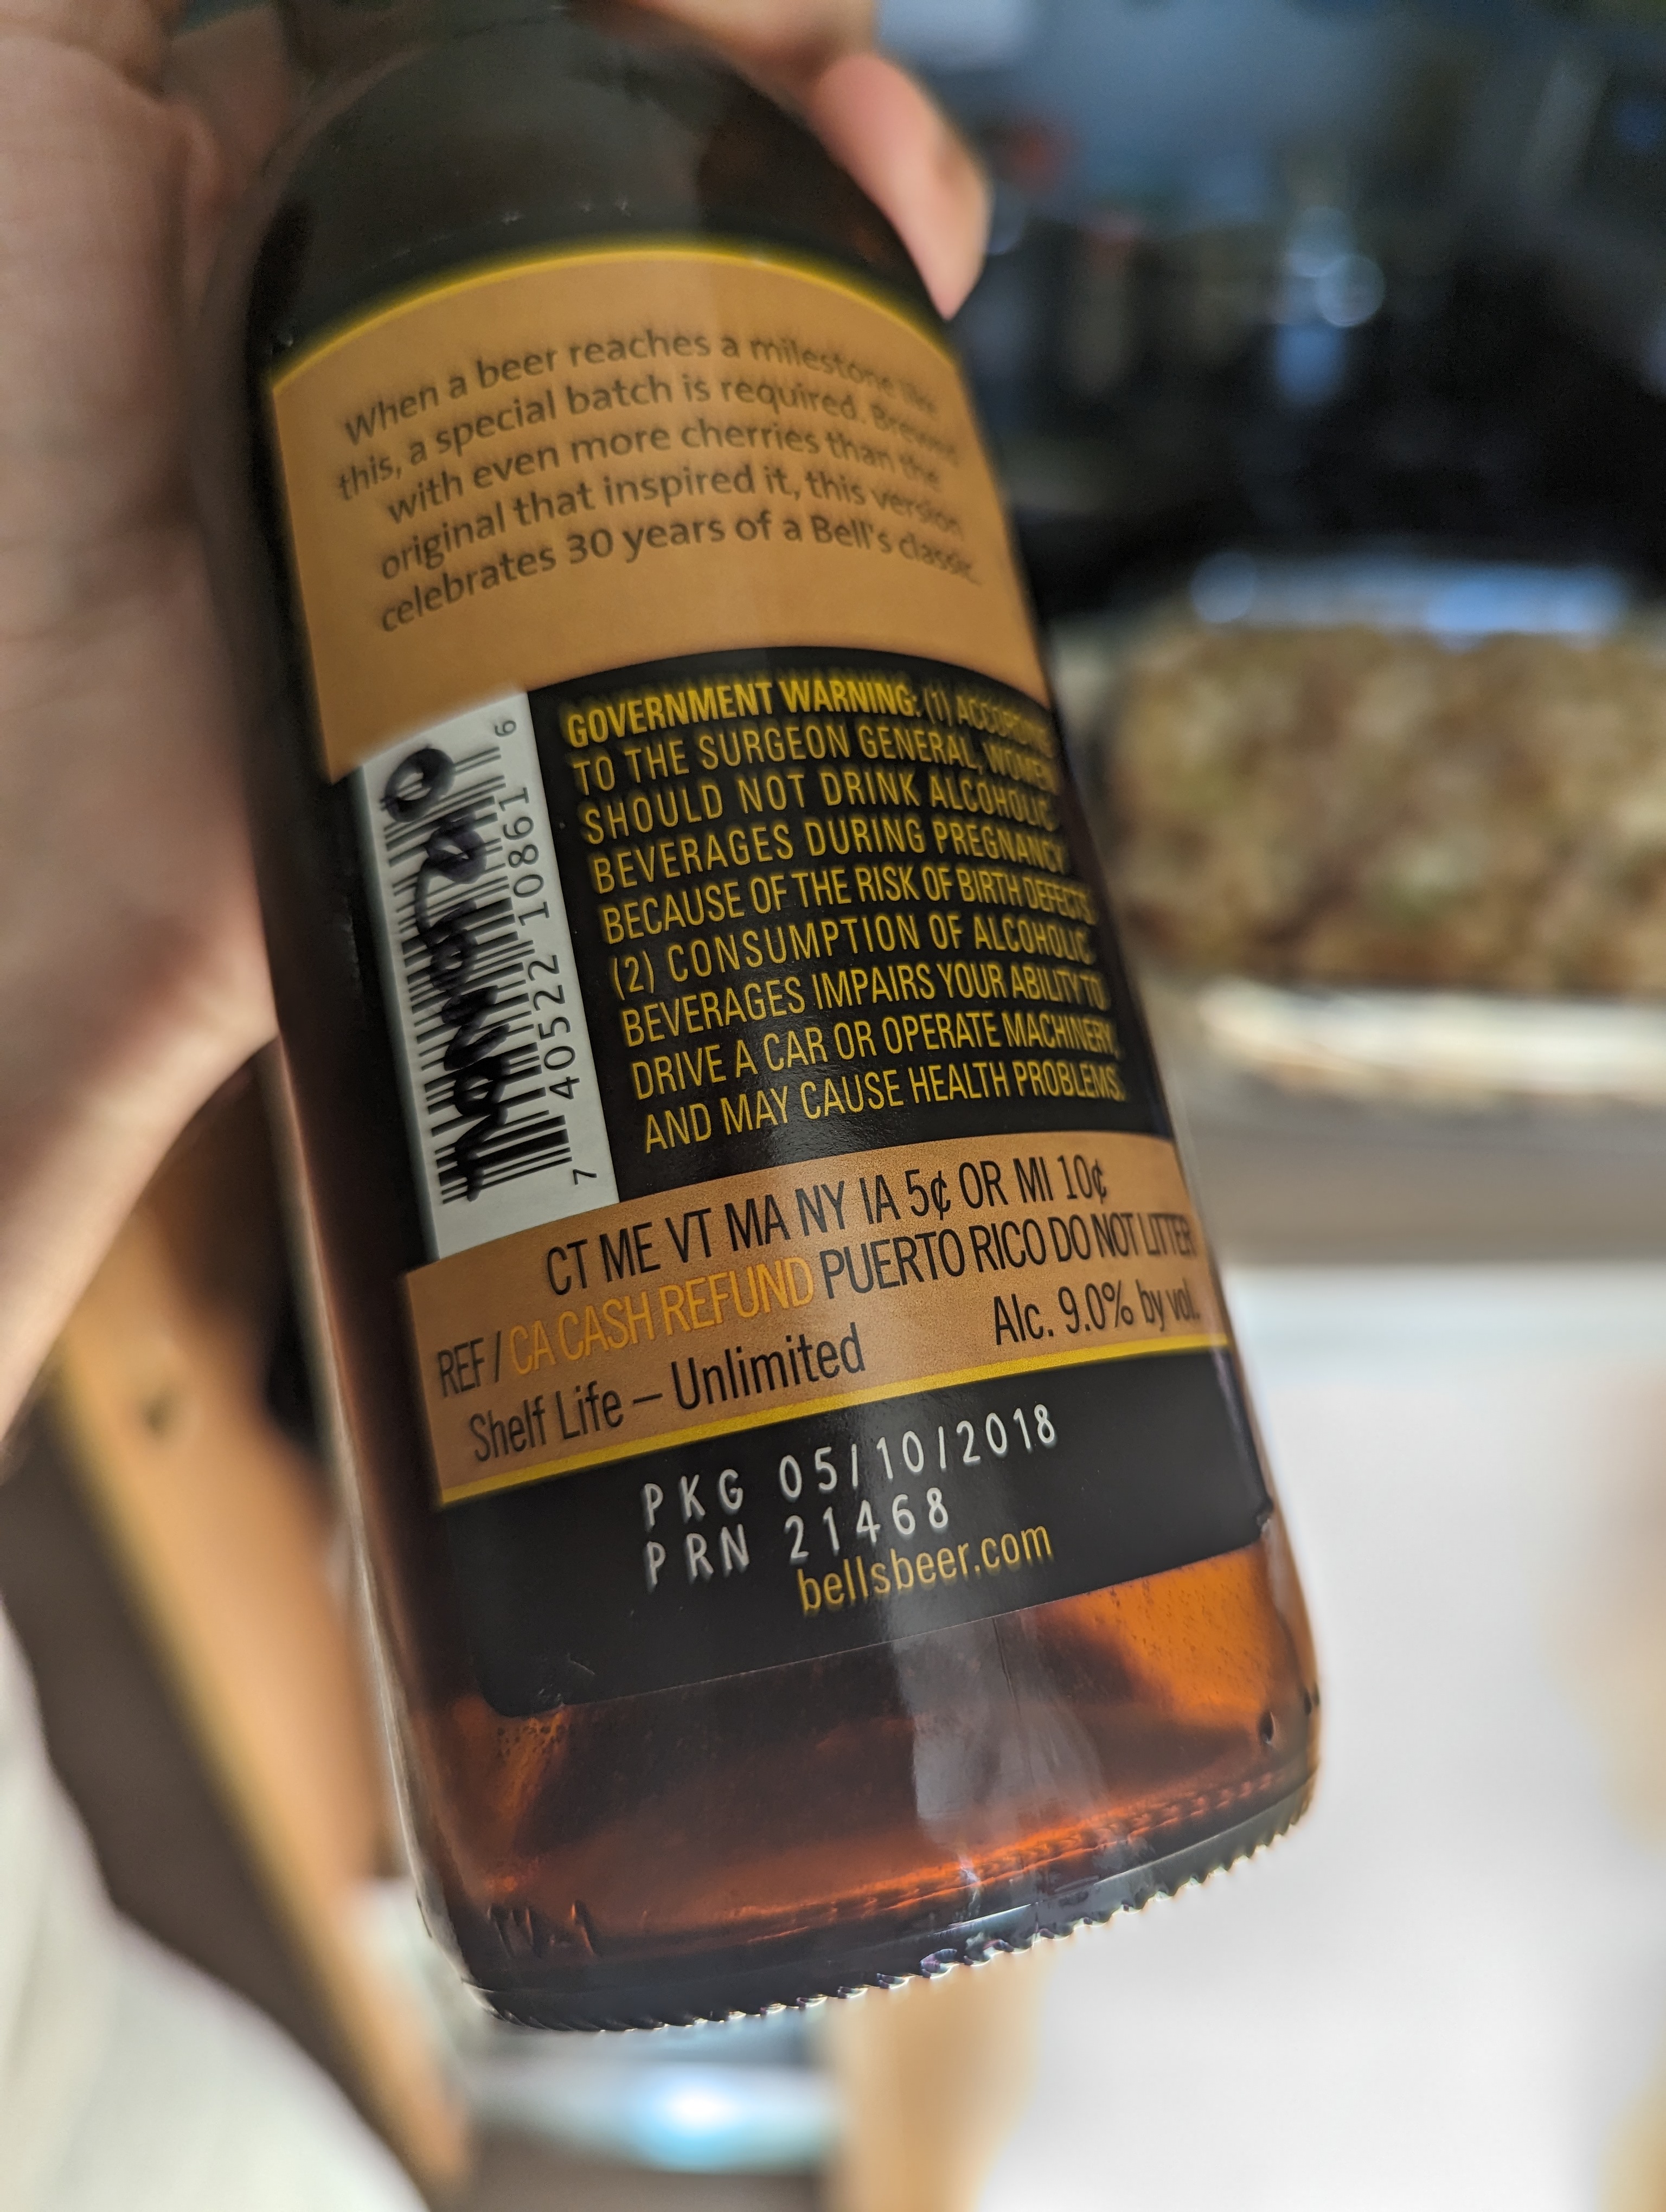 When a beer reaches a milestone like
this, a special batch is required. Brewed
with even more cherries than the
original that inspired it, this version
celebrates 30 years of a Bell's classic.
GOVERNMENT WARNING: (1) ACCORDING
TO THE SURGEON GENERAL, WOMEN
SHOULD NOT DRINK ALCOHOLIC
BEVERAGES DURING PREGNANCY
BECAUSE OF THE RISK OF BIRTH DEFECTS.
(2) CONSUMPTION OF ALCOHOLIC
BEVERAGES IMPAIRS YOUR ABILITY TO
DRIVE A CAR OR OPERATE MACHINERY,
AND MAY CAUSE HEALTH PROBLEMS.
7 40522 10861 6
CT ME VT MA NY IA 5¢ OR MI 10¢
REF / CA CASH REFUND PUERTO RICO DO NOT LITTER
Shelf Life – Unlimited Alc. 9.0% by vol.
PKG 05/10/2018
PRN 21468
bellsbeer.com